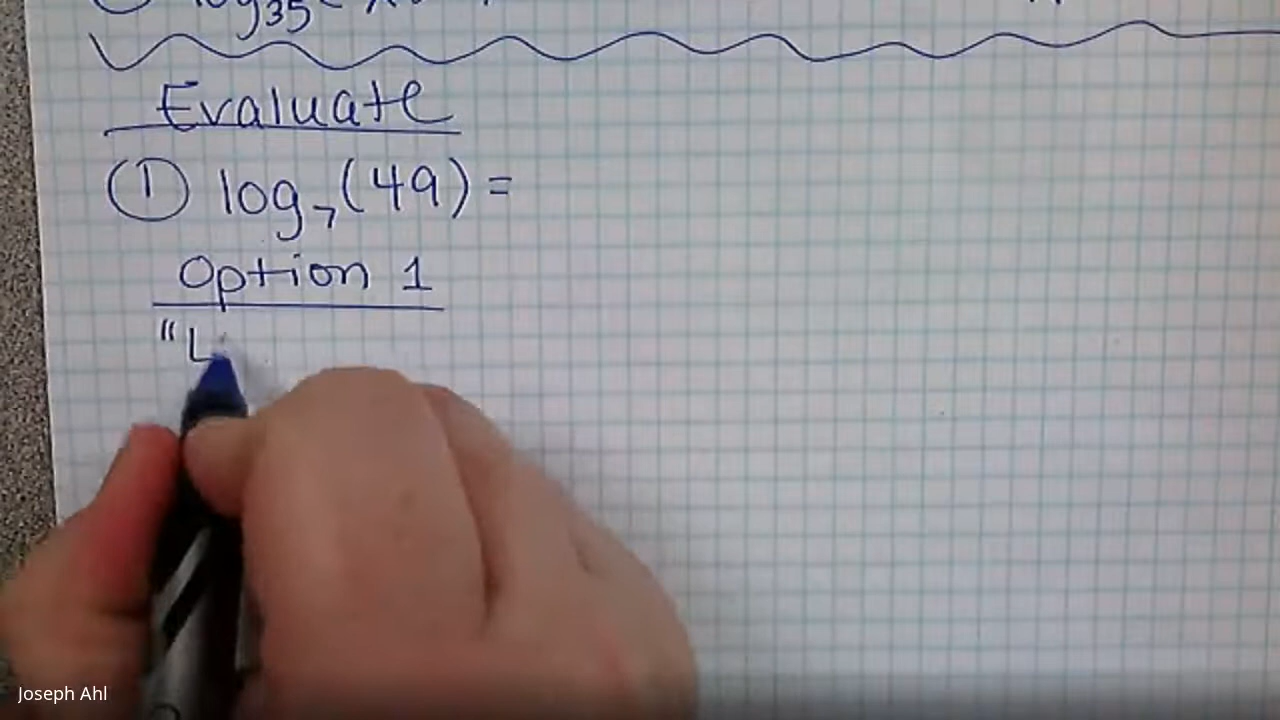 Evaluate
① log₇(49) =
Option 1
"L
Joseph Ahl